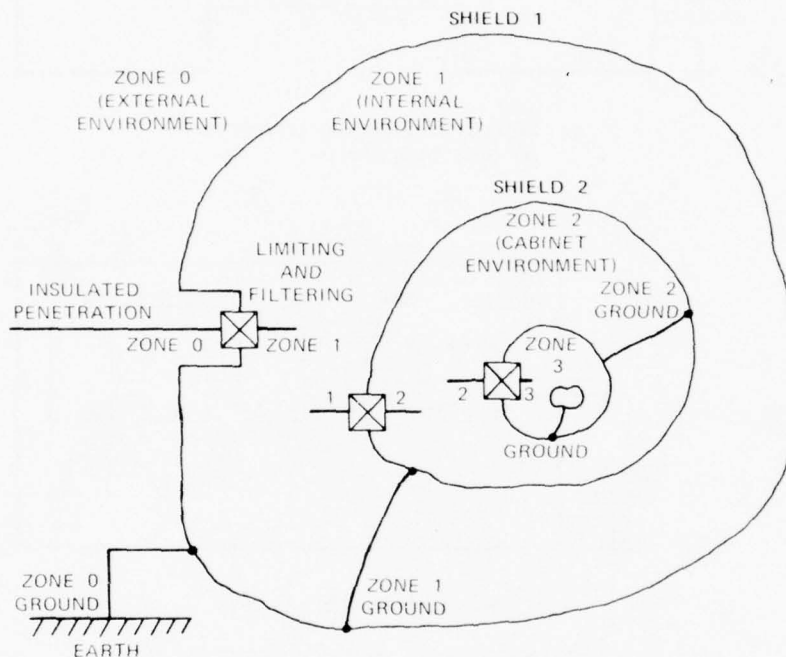 SHIELD 1
ZONE 0
(EXTERNAL
ENVIRONMENT)
ZONE 1
(INTERNAL
ENVIRONMENT)
SHIELD 2
ZONE 2
(CABINET
ENVIRONMENT)
LIMITING
AND
FILTERING
INSULATED
PENETRATION
ZONE 0
ZONE 1
ZONE 2
GROUND
ZONE
3
1
2
2
3
GROUND
ZONE 0
GROUND
ZONE 1
GROUND
EARTH